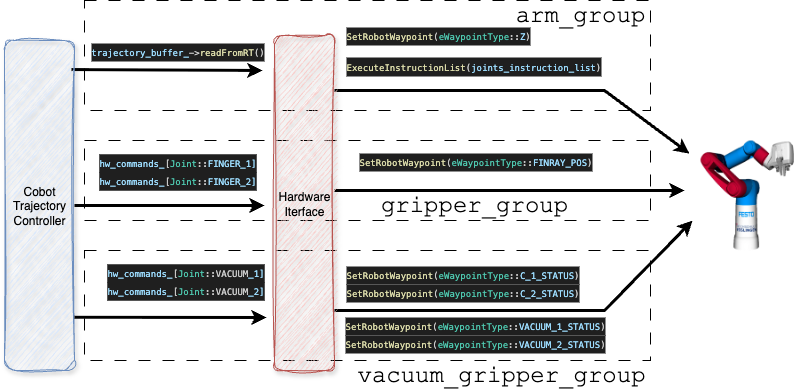 arm_group
trajectory_buffer_->readFromRT()
SetRobotWaypoint(eWaypointType::Z)
ExecuteInstructionList(joints_instruction_list)
Cobot
Trajectory
Controller
hw_commands_[Joint::FINGER_1]
hw_commands_[Joint::FINGER_2]
Hardware
Iterface
SetRobotWaypoint(eWaypointType::FINRAY_POS)
gripper_group
FESTO
hw_commands_[Joint::VACUUM_1]
hw_commands_[Joint::VACUUM_2]
SetRobotWaypoint(eWaypointType::C_1_STATUS)
SetRobotWaypoint(eWaypointType::C_2_STATUS)
SetRobotWaypoint(eWaypointType::VACUUM_1_STATUS)
SetRobotWaypoint(eWaypointType::VACUUM_2_STATUS)
vacuum_gripper_group